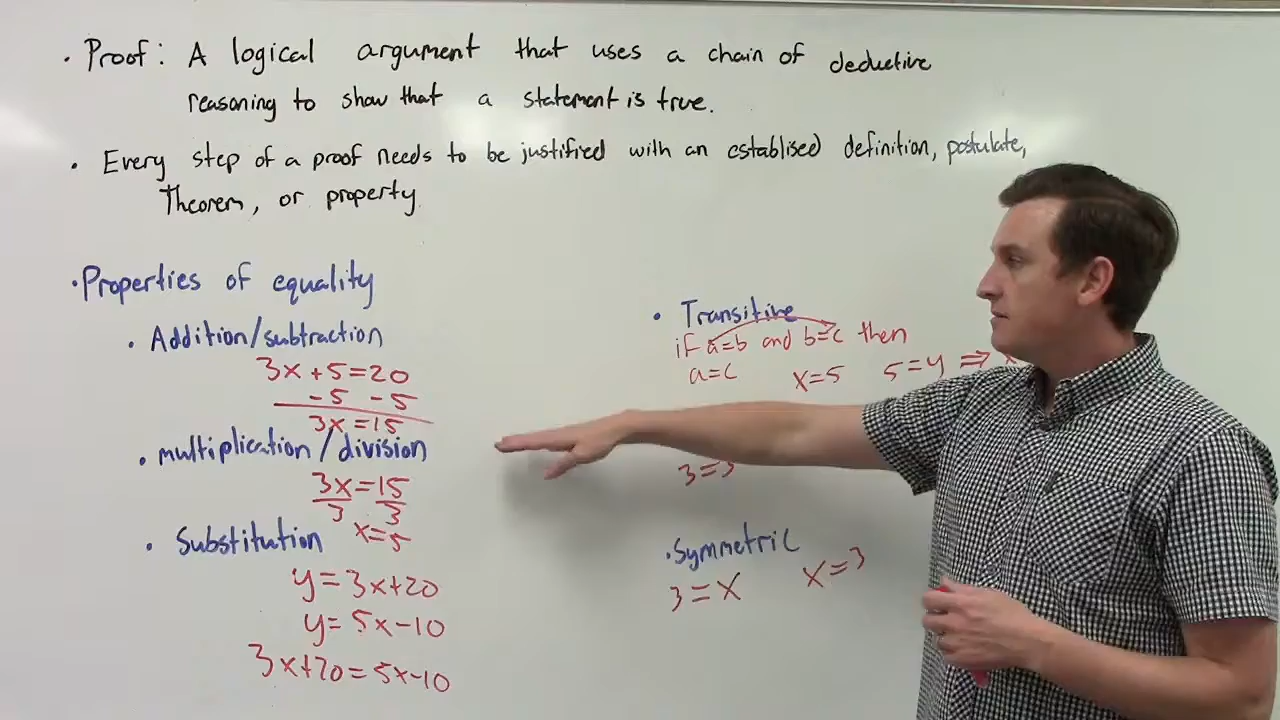 • Proof: A logical argument that uses a chain of deductive
reasoning to show that a statement is true.
• Every step of a proof needs to be justified with an establised definition, postulate,
Theorem, or property
• Properties of equality
• Addition/subtraction
3x+5=20
-5 -5
3x=15
• multiplication/division
3x=15
3 3
x=5
• Substitution
y=3x+20
y=5x-10
3x+20=5x-10
• Transitive
if a=b and b=c then
a=c x=5 5=y ⇒
3=3
• Symmetric
3=x x=3